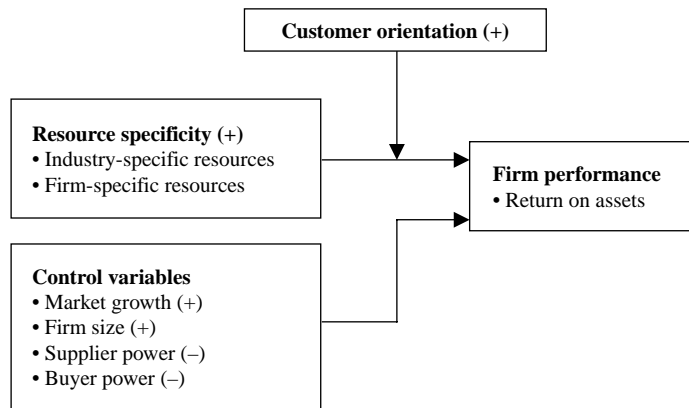 Customer orientation (+)
Resource specificity (+)
• Industry-specific resources
• Firm-specific resources
Firm performance
• Return on assets
Control variables
• Market growth (+)
• Firm size (+)
• Supplier power (–)
• Buyer power (–)